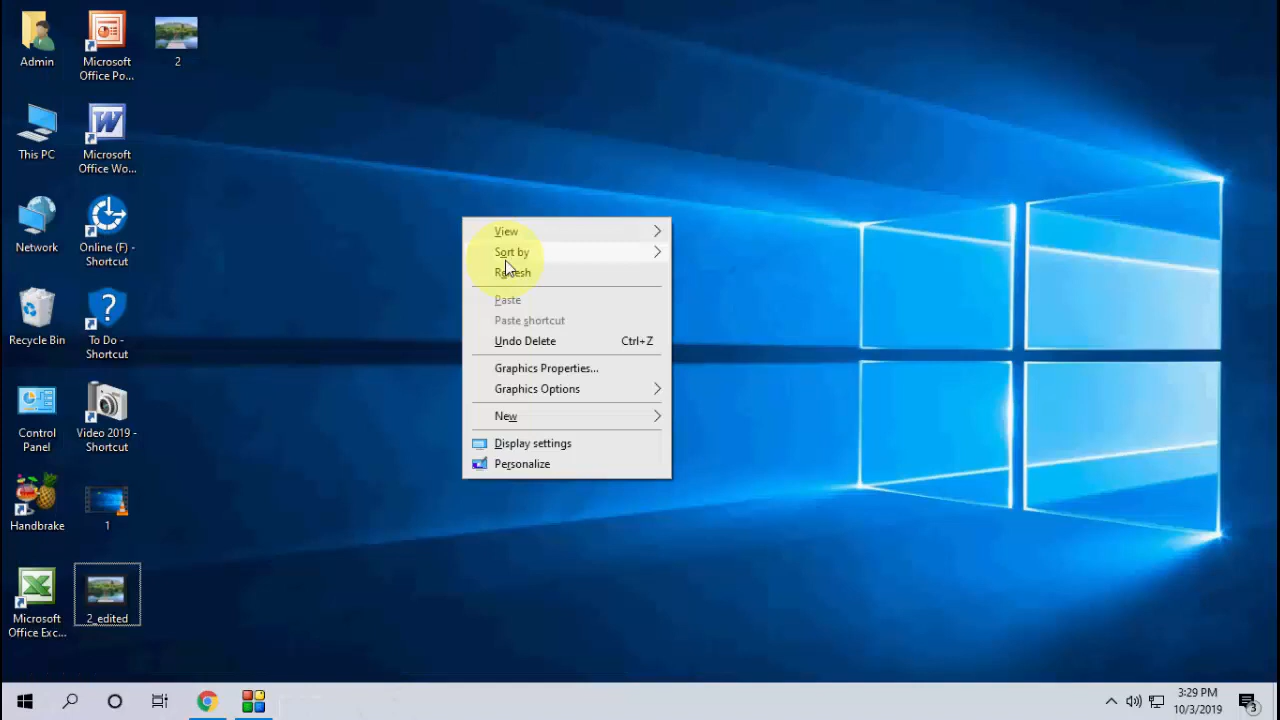 Admin
Microsoft
Office Po...
2
This PC
Microsoft
Office Wo...
Network
Online (F) -
Shortcut
Recycle Bin
To Do -
Shortcut
Control
Panel
Video 2019 -
Shortcut
Handbrake
1
Microsoft
Office Exc...
2_edited
View
Sort by
Refresh
Paste
Paste shortcut
Undo Delete Ctrl+Z
Graphics Properties...
Graphics Options
New
Display settings
Personalize
3:29 PM
10/3/2019
3